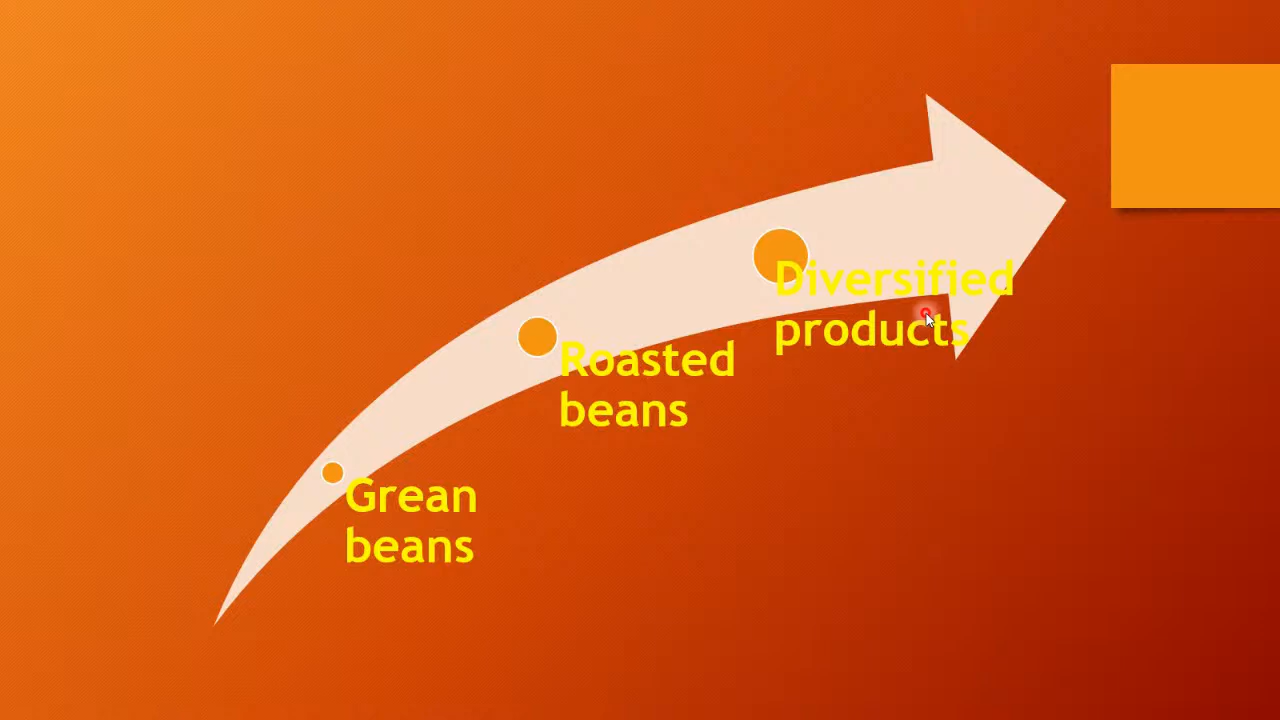 Diversified
products
Roasted
beans
Grean
beans